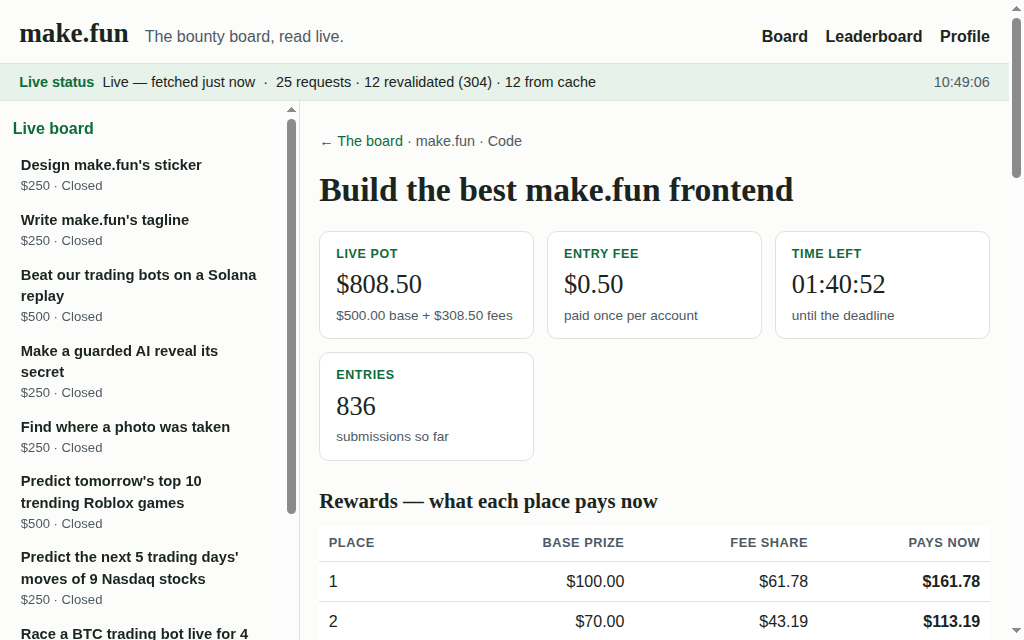 make.fun The bounty board, read live.
Board Leaderboard Profile
Live status Live — fetched just now · 25 requests · 12 revalidated (304) · 12 from cache
10:49:06
Live board
Design make.fun's sticker
$250 · Closed
Write make.fun's tagline
$250 · Closed
Beat our trading bots on a Solana
replay
$500 · Closed
Make a guarded AI reveal its
secret
$250 · Closed
Find where a photo was taken
$250 · Closed
Predict tomorrow's top 10
trending Roblox games
$500 · Closed
Predict the next 5 trading days'
moves of 9 Nasdaq stocks
$250 · Closed
Race a BTC trading bot live for 4
← The board · make.fun · Code
Build the best make.fun frontend
LIVE POT
$808.50
$500.00 base + $308.50 fees
ENTRY FEE
$0.50
paid once per account
TIME LEFT
01:40:52
until the deadline
ENTRIES
836
submissions so far
Rewards — what each place pays now
PLACE BASE PRIZE FEE SHARE PAYS NOW
1 $100.00 $61.78 $161.78
2 $70.00 $43.19 $113.19